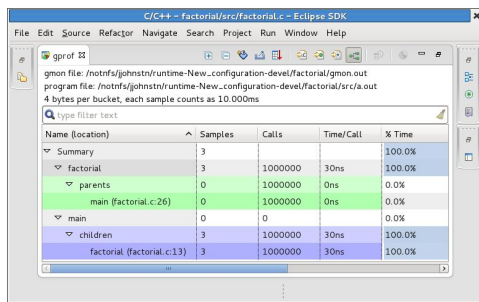 C/C++ - factorial/src/factorial.c - Eclipse SDK
File Edit Source Refactor Navigate Search Project Run Window Help
gprof
gmon file: /notnfs/jjohnstn/runtime-New_configuration-devel/factorial/gmon.out
program file: /notnfs/jjohnstn/runtime-New_configuration-devel/factorial/src/a.out
4 bytes per bucket, each sample counts as 10.000ms
type filter text
Name (location) Samples Calls Time/Call % Time
Summary 3 100.0%
factorial 3 1000000 30ns 100.0%
parents 0 1000000 0ns 0.0%
main (factorial.c:26) 0 1000000 0ns 0.0%
main 0 0 0.0%
children 3 1000000 30ns 100.0%
factorial (factorial.c:13) 3 1000000 30ns 100.0%